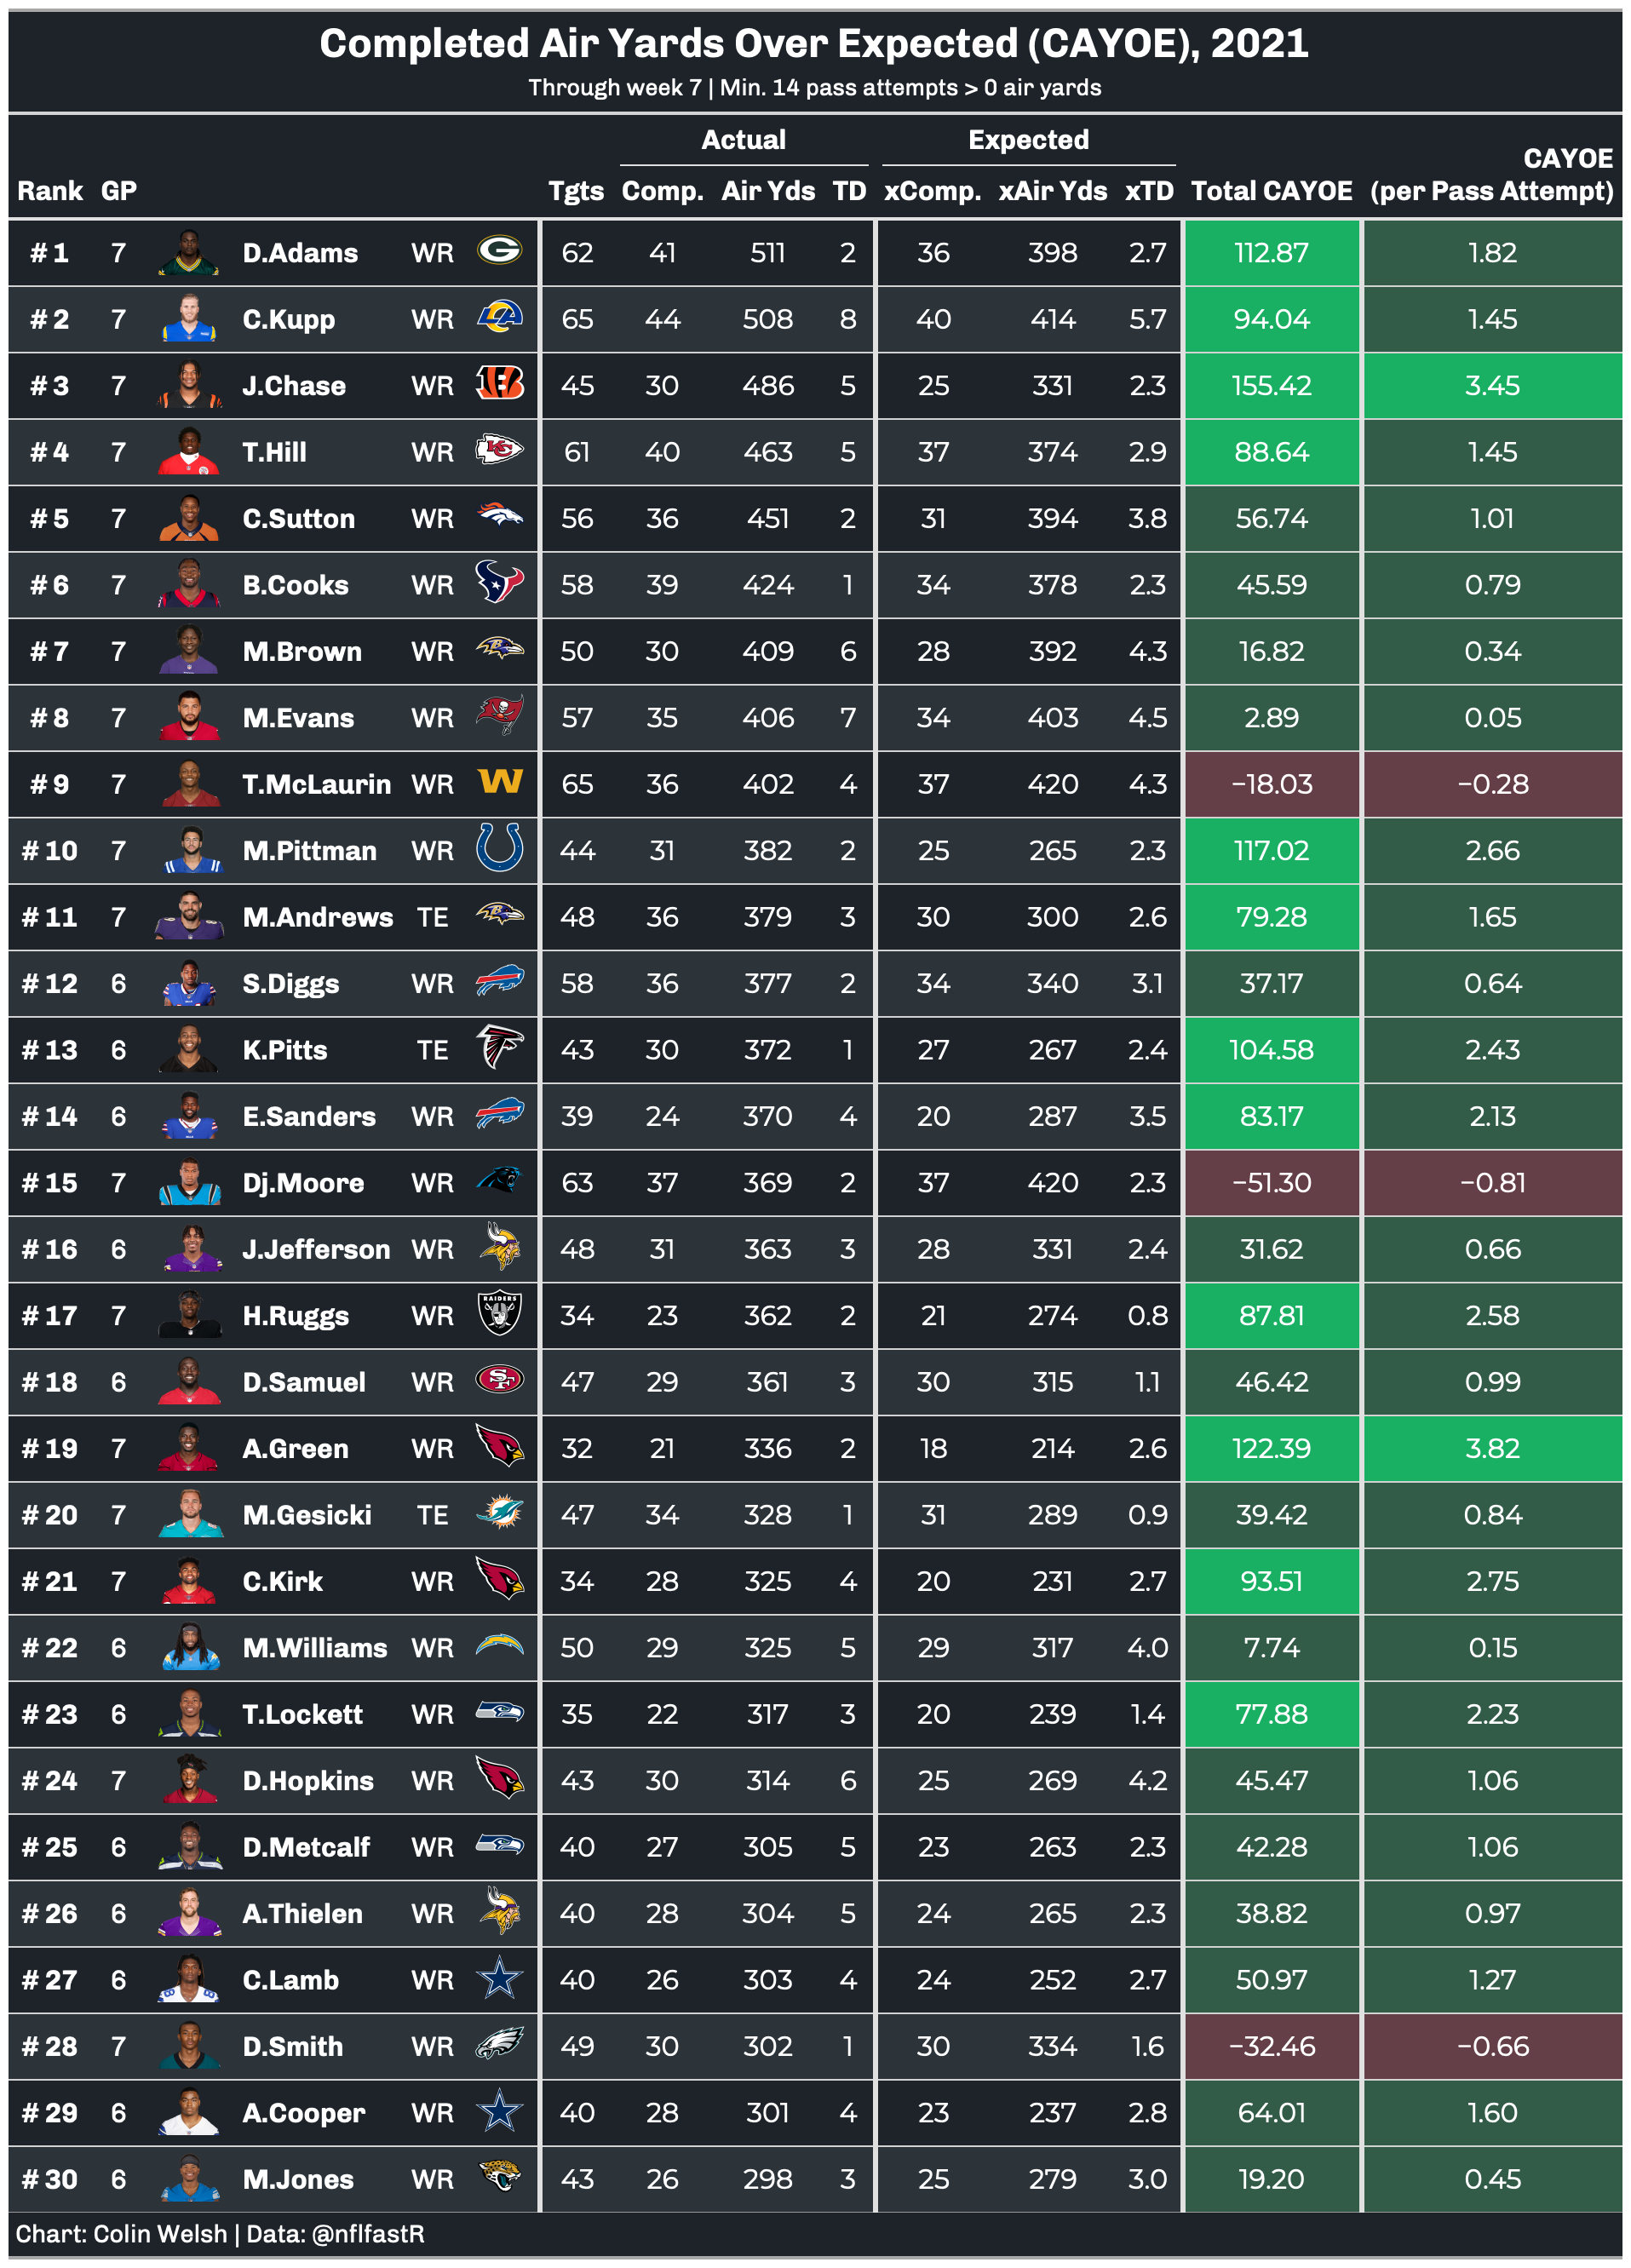 Completed Air Yards Over Expected (CAYOE), 2021
Through week 7 | Min. 14 pass attempts > 0 air yards
Actual Expected
Rank GP Tgts Comp. Air Yds TD xComp. xAir Yds xTD Total CAYOE CAYOE (per Pass Attempt)
# 1 7 D.Adams WR G 62 41 511 2 36 398 2.7 112.87 1.82
# 2 7 C.Kupp WR LA 65 44 508 8 40 414 5.7 94.04 1.45
# 3 7 J.Chase WR B 45 30 486 5 25 331 2.3 155.42 3.45
# 4 7 T.Hill WR KC 61 40 463 5 37 374 2.9 88.64 1.45
# 5 7 C.Sutton WR 56 36 451 2 31 394 3.8 56.74 1.01
# 6 7 B.Cooks WR 58 39 424 1 34 378 2.3 45.59 0.79
# 7 7 M.Brown WR B 50 30 409 6 28 392 4.3 16.82 0.34
# 8 7 M.Evans WR 57 35 406 7 34 403 4.5 2.89 0.05
# 9 7 T.McLaurin WR W 65 36 402 4 37 420 4.3 −18.03 −0.28
# 10 7 M.Pittman WR 44 31 382 2 25 265 2.3 117.02 2.66
# 11 7 M.Andrews TE B 48 36 379 3 30 300 2.6 79.28 1.65
# 12 6 S.Diggs WR 58 36 377 2 34 340 3.1 37.17 0.64
# 13 6 K.Pitts TE 43 30 372 1 27 267 2.4 104.58 2.43
# 14 6 E.Sanders WR 39 24 370 4 20 287 3.5 83.17 2.13
# 15 7 Dj.Moore WR 63 37 369 2 37 420 2.3 −51.30 −0.81
# 16 6 J.Jefferson WR 48 31 363 3 28 331 2.4 31.62 0.66
# 17 7 H.Ruggs WR RAIDERS 34 23 362 2 21 274 0.8 87.81 2.58
# 18 6 D.Samuel WR SF 47 29 361 3 30 315 1.1 46.42 0.99
# 19 7 A.Green WR 32 21 336 2 18 214 2.6 122.39 3.82
# 20 7 M.Gesicki TE 47 34 328 1 31 289 0.9 39.42 0.84
# 21 7 C.Kirk WR 34 28 325 4 20 231 2.7 93.51 2.75
# 22 6 M.Williams WR 50 29 325 5 29 317 4.0 7.74 0.15
# 23 6 T.Lockett WR 35 22 317 3 20 239 1.4 77.88 2.23
# 24 7 D.Hopkins WR 43 30 314 6 25 269 4.2 45.47 1.06
# 25 6 D.Metcalf WR 40 27 305 5 23 263 2.3 42.28 1.06
# 26 6 A.Thielen WR 40 28 304 5 24 265 2.3 38.82 0.97
# 27 6 C.Lamb WR 40 26 303 4 24 252 2.7 50.97 1.27
# 28 7 D.Smith WR 49 30 302 1 30 334 1.6 −32.46 −0.66
# 29 6 A.Cooper WR 40 28 301 4 23 237 2.8 64.01 1.60
# 30 6 M.Jones WR 43 26 298 3 25 279 3.0 19.20 0.45
Chart: Colin Welsh | Data: @nflfastR